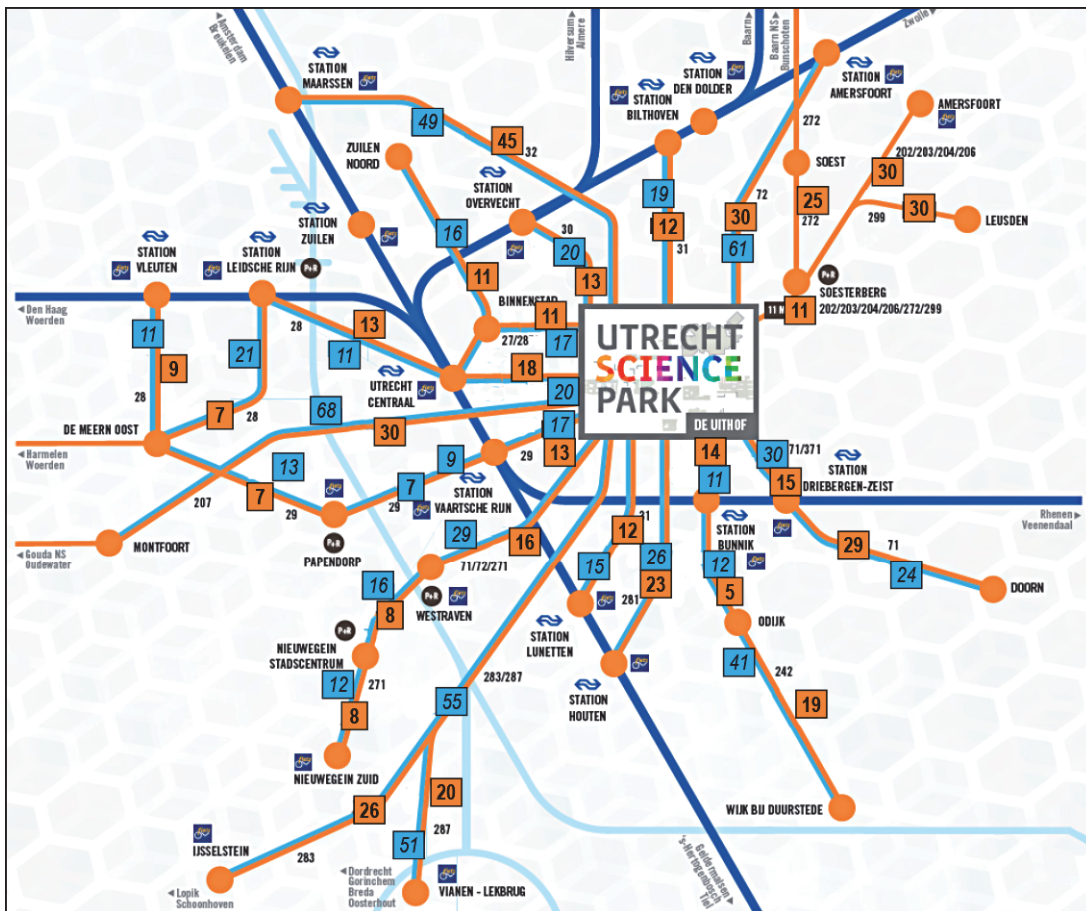 Amsterdam
Breukelen
Hilversum
Almere
Baarn
Baarn NS
Bunschoten
Zwolle
STATION
MAARSSEN
STATION
DEN DOLDER
STATION
BILTHOVEN
STATION
AMERSFOORT
AMERSFOORT
49
45
32
272
202/203/204/206
30
ZUILEN
NOORD
STATION
OVERVECHT
19
12
31
SOEST
25
272
72
30
61
299
30
LEUSDEN
STATION
ZUILEN
16
11
30
20
13
STATION
VLEUTEN
STATION
LEIDSCHE RIJN
P+R
P+R
SOESTERBERG
202/203/204/206/272/299
11
Den Haag
Woerden
BINNENSTAD
11
17
27/28
28
13
11
11
9
28
21
28
7
UTRECHT
CENTRAAL
18
UTRECHT
SCIENCE
PARK
DE UITHOF
68
20
30
DE MEERN OOST
Harmelen
Woerden
17
13
29
9
7
29
13
7
29
STATION
VAARTSCHE RIJN
14
11
30
71/371
15
STATION
DRIEBERGEN-ZEIST
Rhenen
Veenendaal
207
MONTFOORT
Gouda NS
Oudewater
P+R
PAPENDORP
29
16
71/72/271
P+R
WESTRAVEN
12
31
15
281
26
23
STATION
BUNNIK
12
5
29
71
24
DOORN
16
8
P+R
NIEUWEGEIN
STADSCENTRUM
12
271
8
NIEUWEGEIN ZUID
STATION
LUNETTEN
STATION
HOUTEN
ODIJK
41
242
19
WIJK BIJ DUURSTEDE
283/287
55
26
20
287
51
IJSSELSTEIN
283
Lopik
Schoonhoven
Dordrecht
Gorinchem
Breda
Oosterhout
VIANEN - LEKBRUG
Geldermalsen
's-Hertogenbosch
Tiel